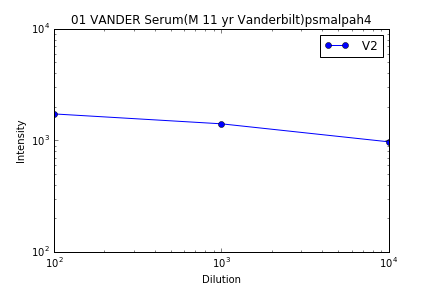 01 VANDER Serum(M 11 yr Vanderbilt)psmalpah4
V2
Intensity
10^4
10^3
10^2
10^2 10^3 10^4
Dilution